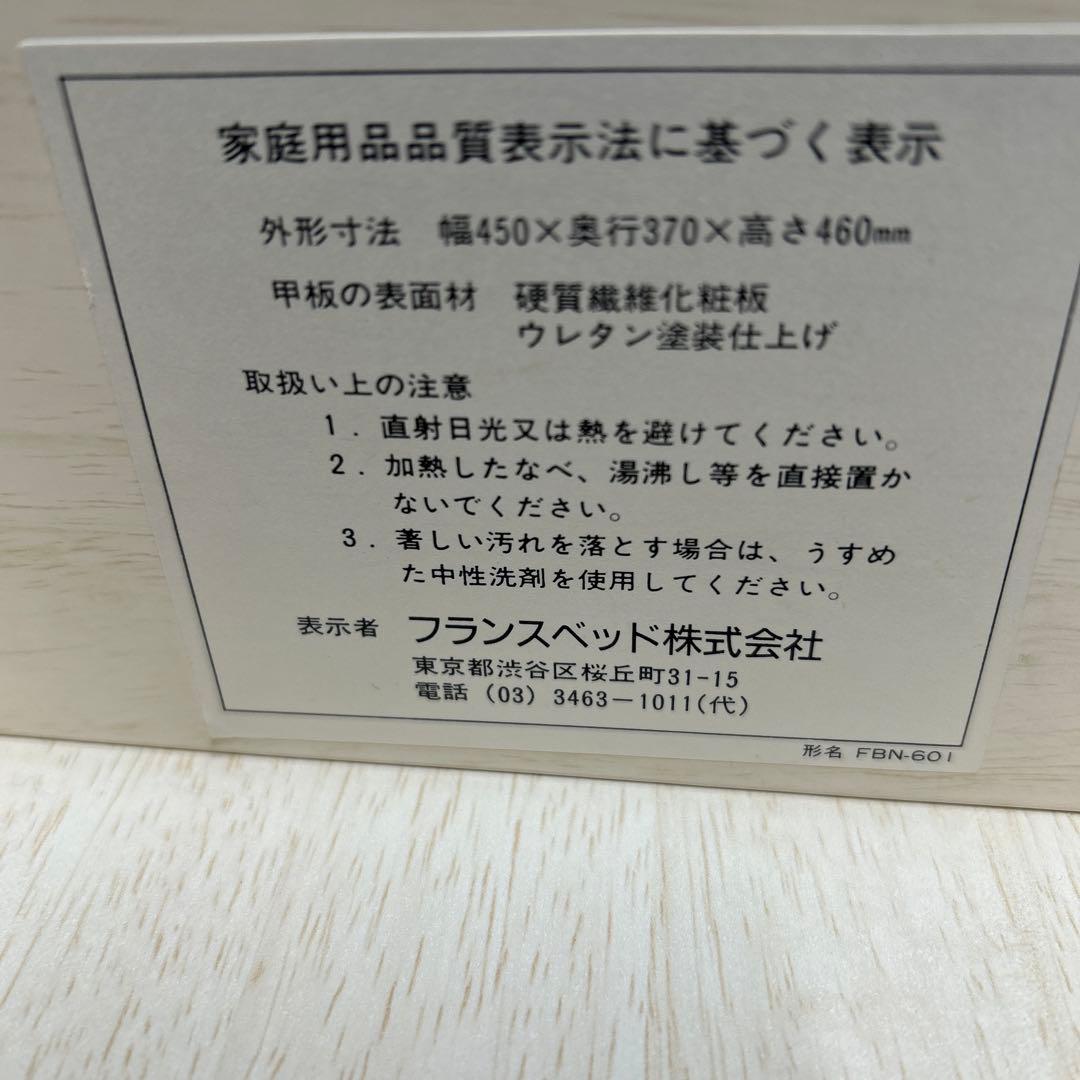 家庭用品品質表示法に基づく表示
外形寸法　幅450×奥行370×高さ460mm
甲板の表面材　硬質繊維化粧板
ウレタン塗装仕上げ
取扱い上の注意
1．直射日光又は熱を避けてください。
2．加熱したなべ、湯沸し等を直接置か
ないでください。
3．著しい汚れを落とす場合は、うすめ
た中性洗剤を使用してください。
表示者　フランスベッド株式会社
東京都渋谷区桜丘町31-15
電話（03）3463－1011(代)
形名 FBN-601